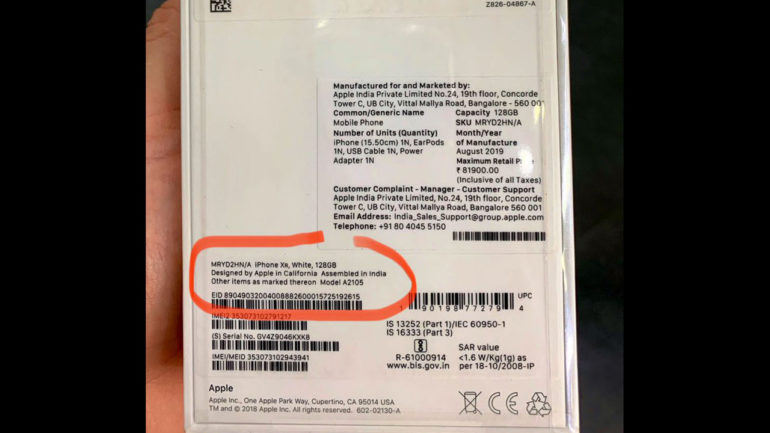 Z826-04867-A
Manufactured for and Marketed by:
Apple India Private Limited No.24, 19th floor, Concorde
Tower C, UB City, Vittal Mallya Road, Bangalore - 560 001
Common/Generic Name
Mobile Phone
Number of Units (Quantity)
iPhone (15.50cm) 1N, EarPods
1N, USB Cable 1N, Power
Adapter 1N
Capacity 128GB
SKU MRYD2HN/A
Month/Year
of Manufacture
August 2019
Maximum Retail
₹ 81900.00
(Inclusive of all Taxes)
Customer Complaint - Manager - Customer Support
Apple India Private Limited No.24, 19th floor, Concorde
Tower C, UB City, Vittal Mallya Road, Bangalore 560 001
Email Address: India_Sales_Support@group.apple.com
Telephone: +91 80 4045 5150
MRYD2HN/A iPhone XR, White, 128GB
Designed by Apple in California Assembled in India
Other items as marked thereon Model A2105
EID 89049032004008882600015725192615
IMEI2 353073102791217
(S) Serial No. GV4Z9046KXK8
IMEI/MEID 353073102943941
UPC
1 90198 77279 4
IS 13252 (Part 1)/IEC 60950-1
IS 16333 (Part 3)
R-61000914
www.bis.gov.in
SAR value
<1.6 W/Kg(1g) as
per 18-10/2008-IP
Apple
Apple Inc., One Apple Park Way, Cupertino, CA 95014 USA
TM and © 2018 Apple Inc. All rights reserved. 602-02130-A